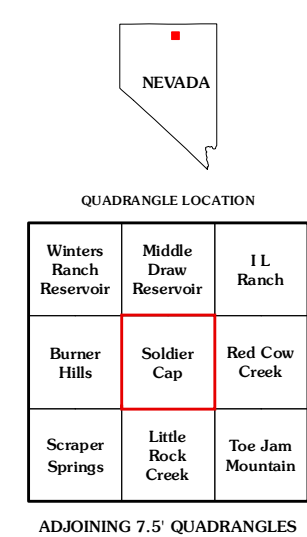 NEVADA
QUADRANGLE LOCATION
Winters
Ranch
Reservoir
Middle
Draw
Reservoir
I L
Ranch
Burner
Hills
Soldier
Cap
Red Cow
Creek
Scraper
Springs
Little
Rock
Creek
Toe Jam
Mountain
ADJOINING 7.5' QUADRANGLES